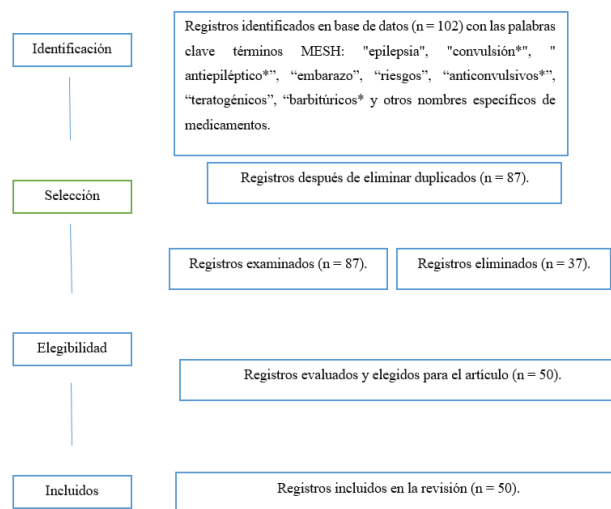 Identificación
Registros identificados en base de datos (n = 102) con las palabras
clave términos MESH: "epilepsia", "convulsión*", "
antiepiléptico*”, “embarazo”, “riesgos”, “anticonvulsivos*”,
“teratogénicos”, “barbitúricos* y otros nombres específicos de
medicamentos.
Selección
Registros después de eliminar duplicados (n = 87).
Registros examinados (n = 87).
Registros eliminados (n = 37).
Elegibilidad
Registros evaluados y elegidos para el artículo (n = 50).
Incluidos
Registros incluidos en la revisión (n = 50).